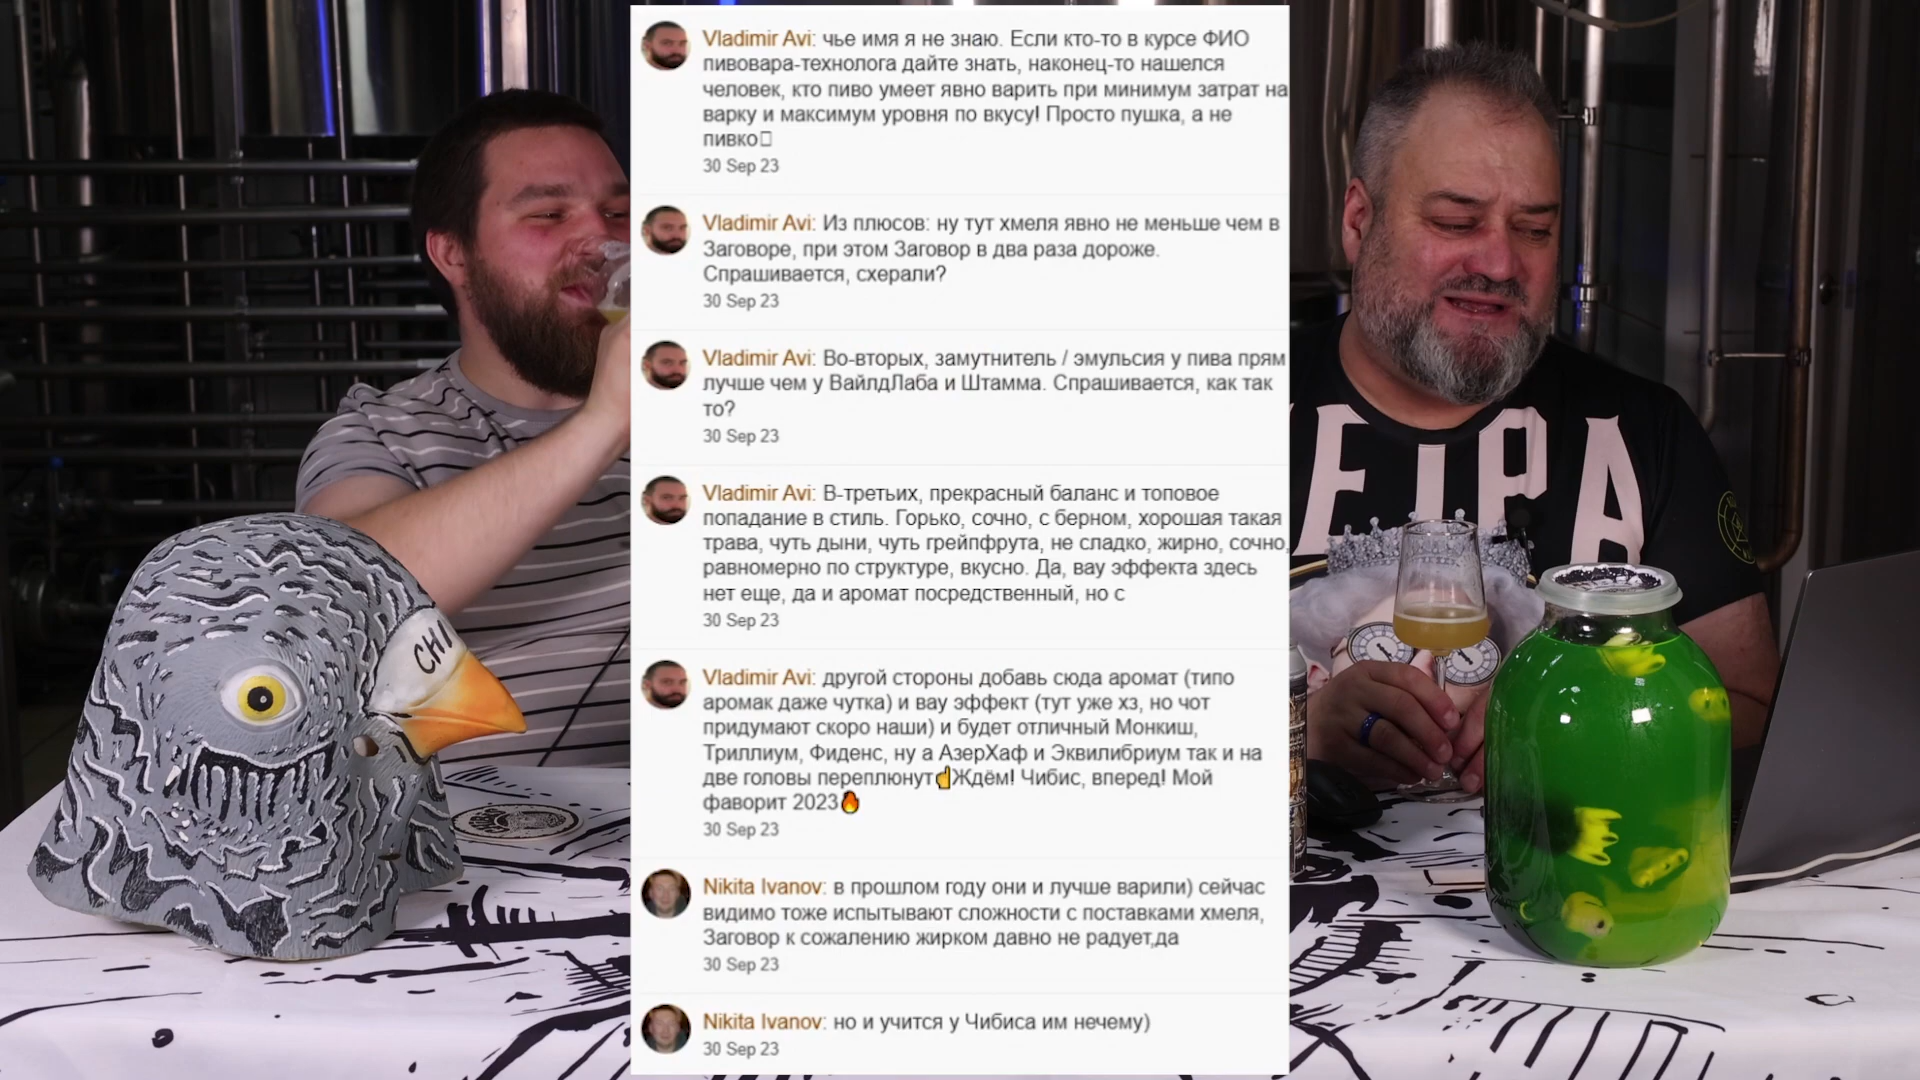 Vladimir Avi: чье имя я не знаю. Если кто-то в курсе ФИО
пивовара-технолога дайте знать, наконец-то нашелся
человек, кто пиво умеет явно варить при минимум затрат на
варку и максимум уровня по вкусу! Просто пушка, а не
пивко
30 Sep 23
Vladimir Avi: Из плюсов: ну тут хмеля явно не меньше чем в
Заговоре, при этом Заговор в два раза дороже.
Спрашивается, схерали?
30 Sep 23
Vladimir Avi: Во-вторых, замутнитель / эмульсия у пива прям
лучше чем у ВайлдЛаба и Штамма. Спрашивается, как так
то?
30 Sep 23
Vladimir Avi: В-третьих, прекрасный баланс и топовое
попадание в стиль. Горько, сочно, с берном, хорошая такая
трава, чуть дыни, чуть грейпфрута, не сладко, жирно, сочно,
равномерно по структуре, вкусно. Да, вау эффекта здесь
нет еще, да и аромат посредственный, но с
30 Sep 23
Vladimir Avi: другой стороны добавь сюда аромат (типо
аромак даже чутка) и вау эффект (тут уже хз, но чот
придумают скоро наши) и будет отличный Монкиш,
Триллиум, Фиденс, ну а АзерХаф и Эквилибриум так и на
две головы переплюнут☝Ждём! Чибис, вперед! Мой
фаворит 2023🔥
30 Sep 23
Nikita Ivanov: в прошлом году они и лучше варили) сейчас
видимо тоже испытывают сложности с поставками хмеля,
Заговор к сожалению жирком давно не радует,да
30 Sep 23
Nikita Ivanov: но и учится у Чибиса им нечему)
30 Sep 23
EIPA
CHI